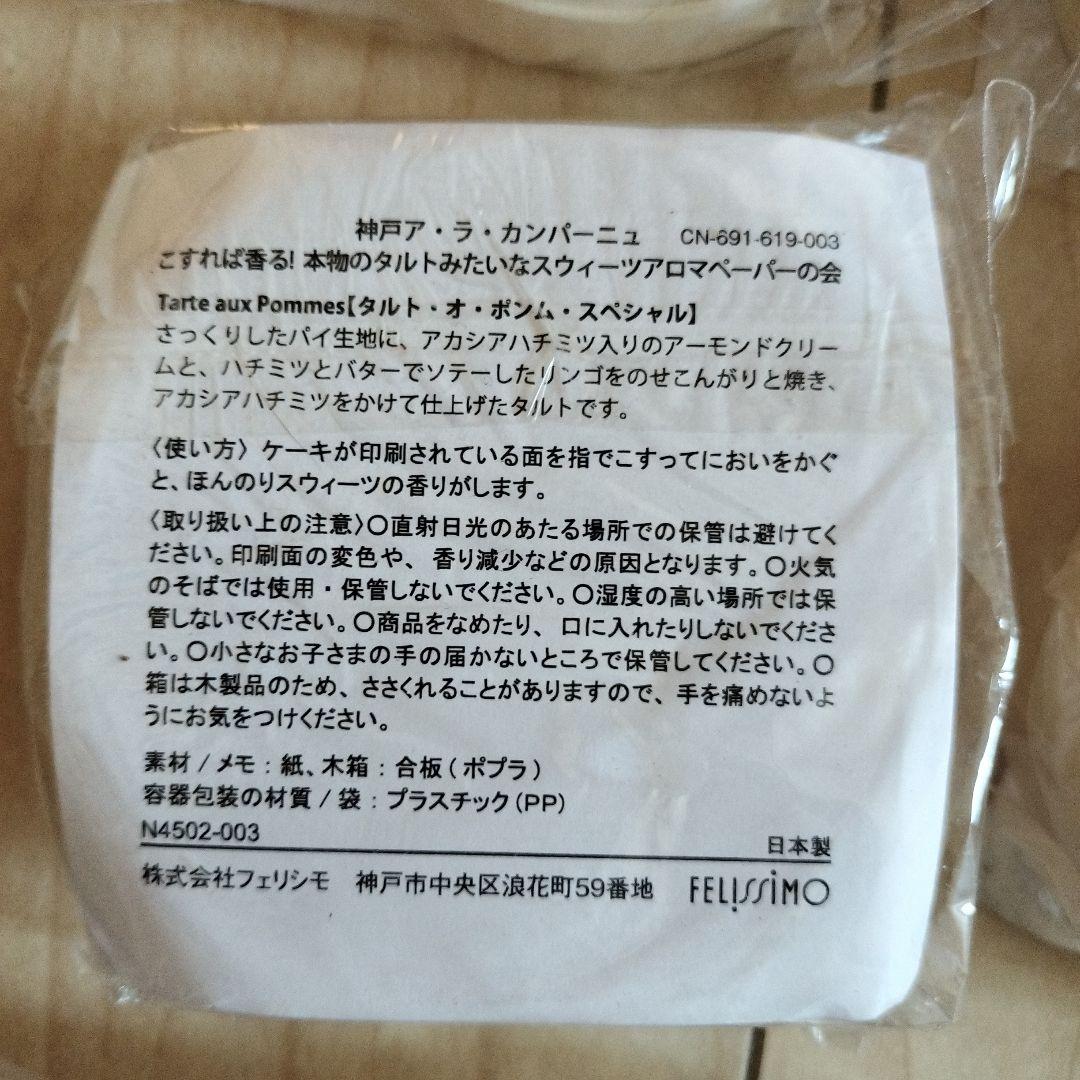 神戸ア・ラ・カンパーニュ CN-691-619-003
こすれば香る! 本物のタルトみたいなスウィーツアロマペーパーの会
Tarte aux Pommes【タルト・オ・ポンム・スペシャル】
さっくりしたパイ生地に、アカシアハチミツ入りのアーモンドクリー
ムと、ハチミツとバターでソテーしたリンゴをのせこんがりと焼き、
アカシアハチミツをかけて仕上げたタルトです。
〈使い方〉ケーキが印刷されている面を指でこすってにおいをかぐ
と、ほんのりスウィーツの香りがします。
〈取り扱い上の注意〉〇直射日光のあたる場所での保管は避けてく
ださい。印刷面の変色や、香り減少などの原因となります。〇火気
のそばでは使用・保管しないでください。〇湿度の高い場所では保
管しないでください。〇商品をなめたり、口に入れたりしないでくださ
い。〇小さなお子さまの手の届かないところで保管してください。〇
箱は木製品のため、ささくれることがありますので、手を痛めないよ
うにお気をつけください。
素材/メモ:紙、木箱:合板(ポプラ)
容器包装の材質/袋:プラスチック(PP)
N4502-003 日本製
株式会社フェリシモ 神戸市中央区浪花町59番地 FELISSIMO